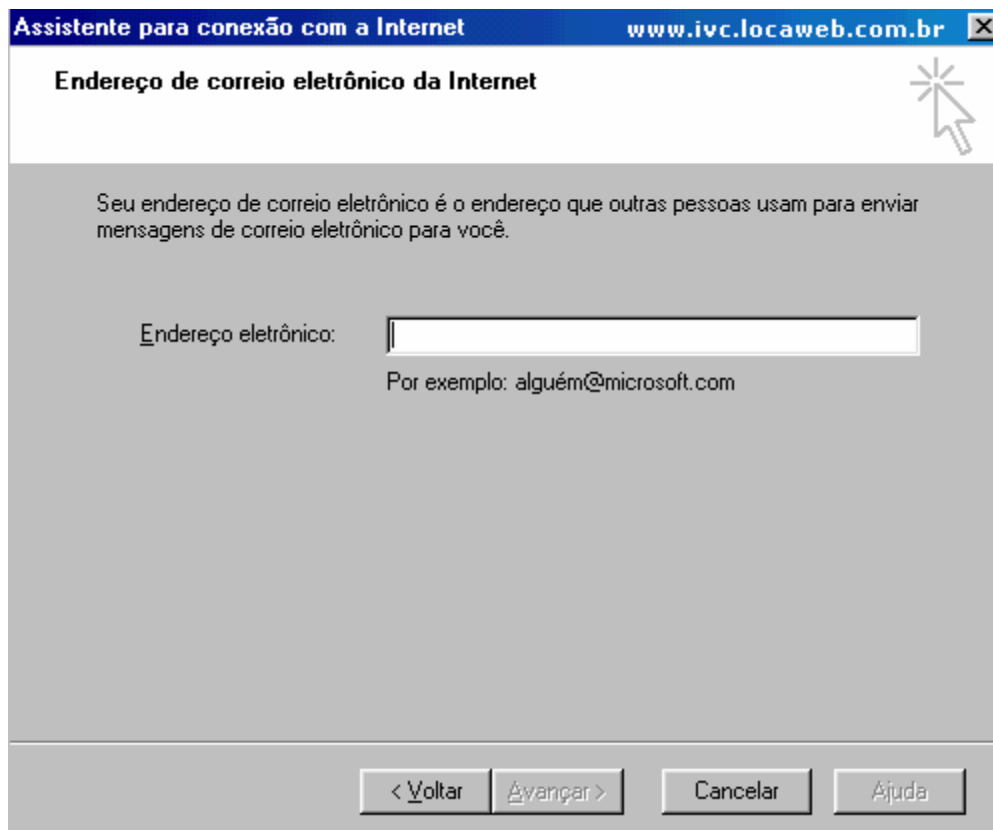 Assistente para conexão com a Internet www.ivc.locaweb.com.br
Endereço de correio eletrônico da Internet
Seu endereço de correio eletrônico é o endereço que outras pessoas usam para enviar
mensagens de correio eletrônico para você.
Endereço eletrônico:
Por exemplo: alguém@microsoft.com
< Voltar Avançar > Cancelar Ajuda